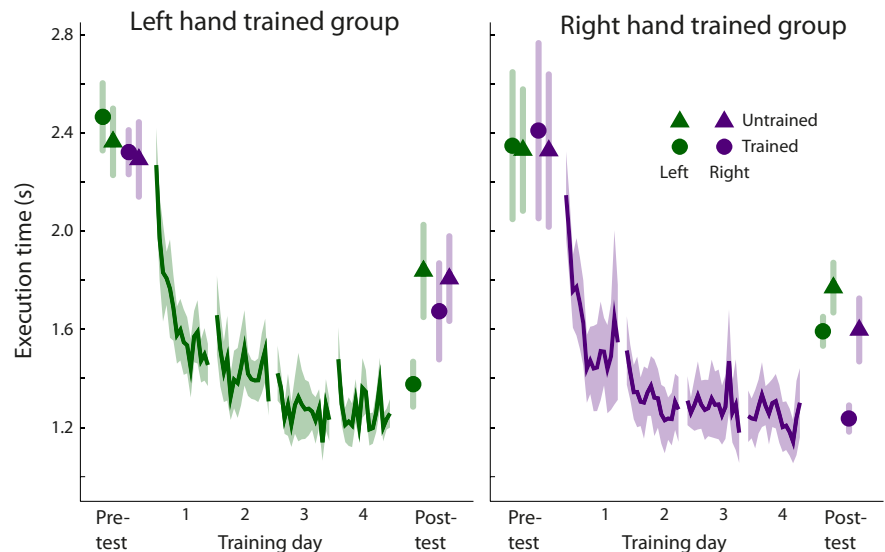 Left hand trained group
Right hand trained group
Execution time (s)
2.8
2.4
2.0
1.6
1.2
Untrained
Trained
Left Right
Pre-
test
1 2 3 4
Training day
Post-
test
Pre-
test
1 2 3 4
Training day
Post-
test